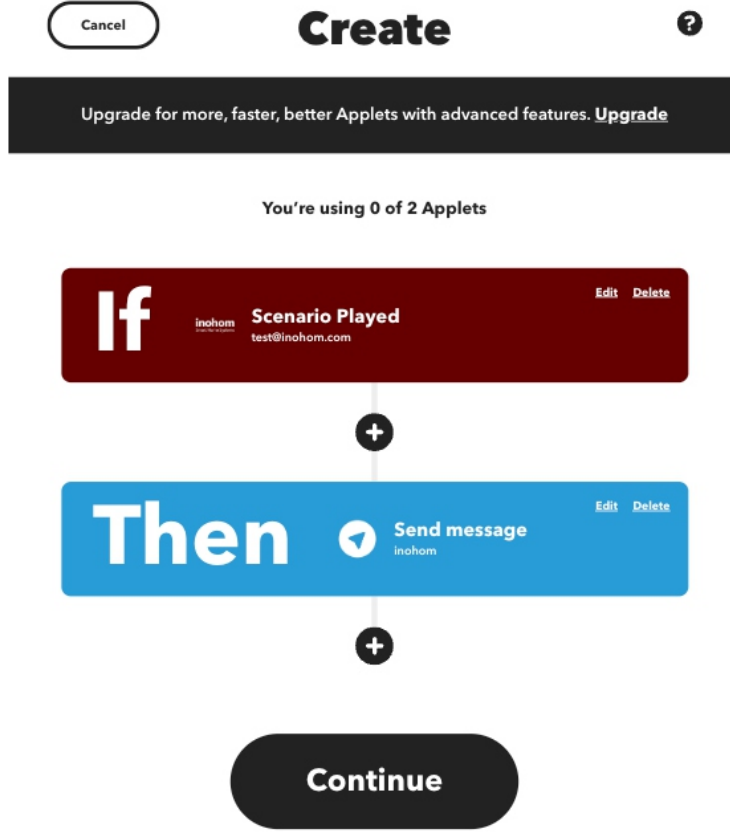 Cancel
Create
?
Upgrade for more, faster, better Applets with advanced features. Upgrade
You're using 0 of 2 Applets
If
inohom
Scenario Played
test@inohom.com
Edit Delete
Then
Send message
inohom
Edit Delete
Continue